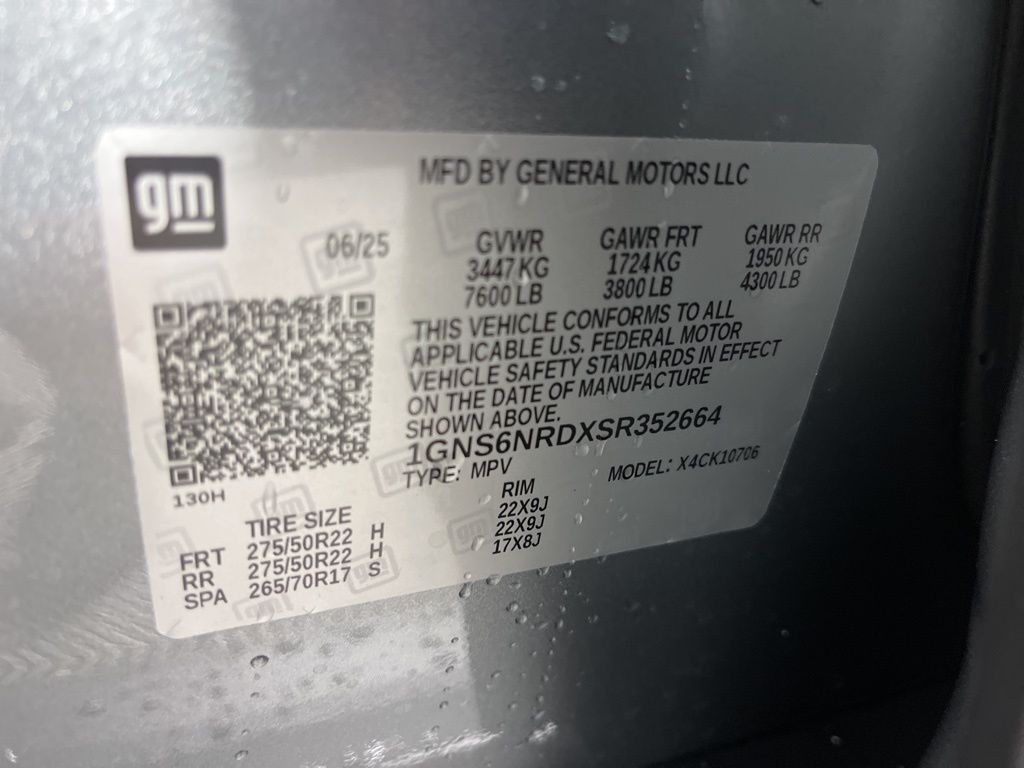 gm
MFD BY GENERAL MOTORS LLC
06/25
GVWR GAWR FRT GAWR RR
3447 KG 1724 KG 1950 KG
7600 LB 3800 LB 4300 LB
THIS VEHICLE CONFORMS TO ALL
APPLICABLE U.S. FEDERAL MOTOR
VEHICLE SAFETY STANDARDS IN EFFECT
ON THE DATE OF MANUFACTURE
SHOWN ABOVE.
1GNS6NRDXSR352664
TYPE: MPV MODEL: X4CK10706
130H
TIRE SIZE RIM
FRT 275/50R22 H 22X9J
RR 275/50R22 H 22X9J
SPA 265/70R17 S 17X8J